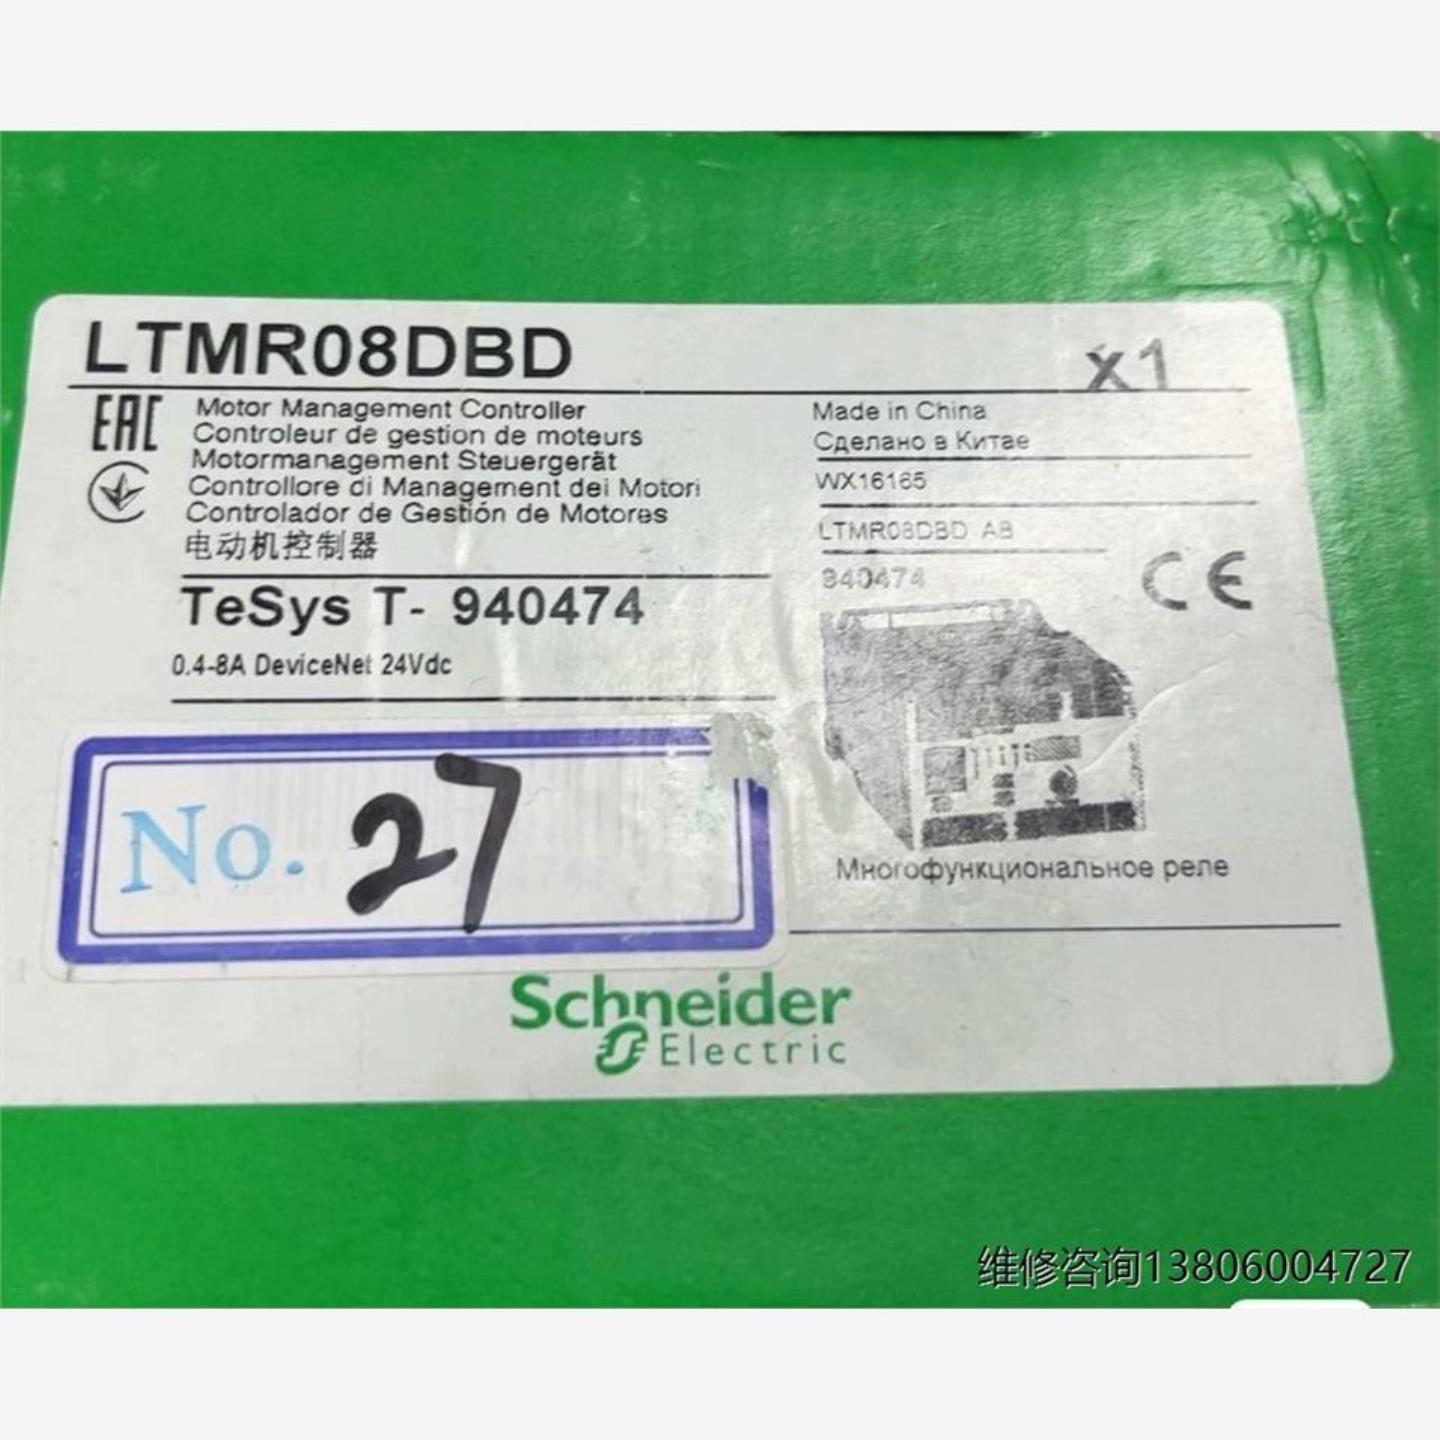 LTMR08DBD
x1
EAC
Motor Management Controller
Controleur de gestion de moteurs
Motormanagement Steuergerät
Controllore di Management dei Motori
Controlador de Gestión de Motores
电动机控制器
TeSys T- 940474
0.4-8A DeviceNet 24Vdc
Made in China
Сделано в Китае
WX16165
LTMR08DBD AB
940474
CE
Многофункциональное реле
No. 27
Schneider
Electric
维修咨询13806004727